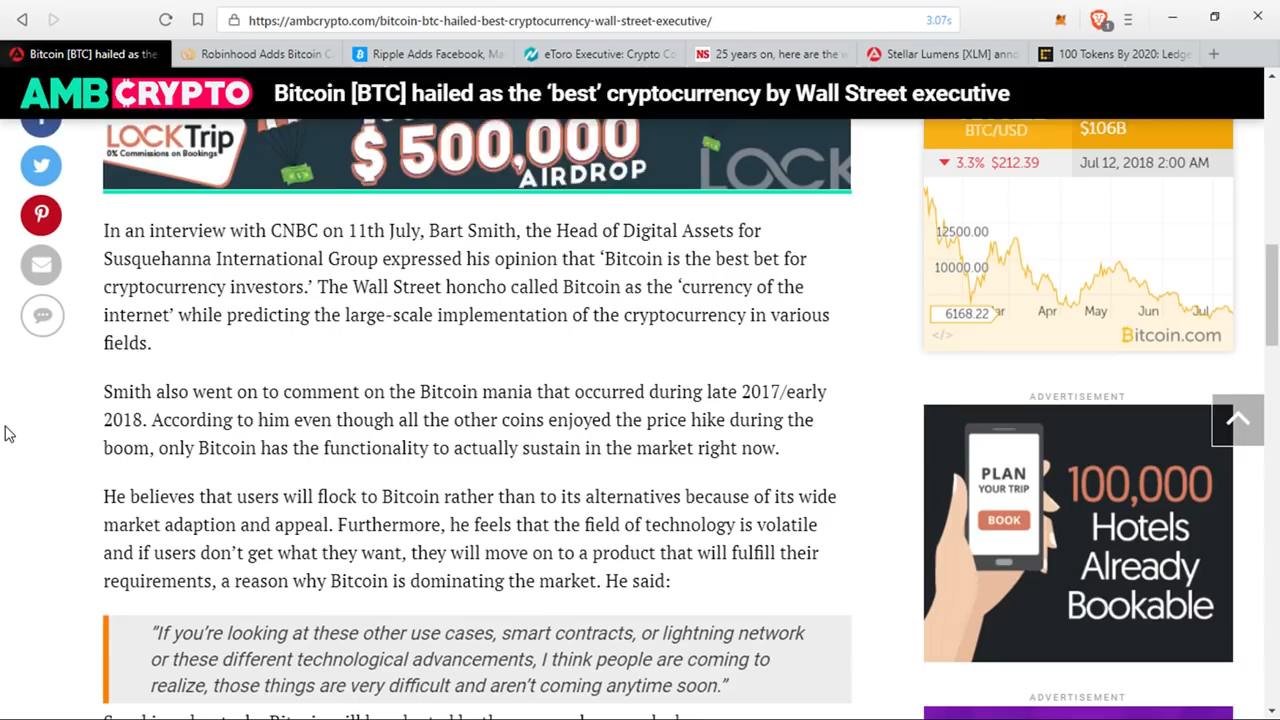 https://ambcrypto.com/bitcoin-btc-hailed-best-cryptocurrency-wall-street-executive/
3.07s
1
Bitcoin [BTC] hailed as the
Robinhood Adds Bitcoin C
Ripple Adds Facebook, Ma
eToro Executive: Crypto Co
NS 25 years on, here are the w
Stellar Lumens [XLM] anno
100 Tokens By 2020: Ledge
AMBCRYPTO Bitcoin [BTC] hailed as the ‘best’ cryptocurrency by Wall Street executive
LOCKTrip
0% Commissions on Bookings
$500,000
AIRDROP
LOCK
BTC/USD
$106B
3.3% $212.39
Jul 12, 2018 2:00 AM
12500.00
10000.00
6168.22
Apr May Jun Jul
</>
Bitcoin.com
In an interview with CNBC on 11th July, Bart Smith, the Head of Digital Assets for
Susquehanna International Group expressed his opinion that ‘Bitcoin is the best bet for
cryptocurrency investors.’ The Wall Street honcho called Bitcoin as the ‘currency of the
internet’ while predicting the large-scale implementation of the cryptocurrency in various
fields.
Smith also went on to comment on the Bitcoin mania that occurred during late 2017/early
2018. According to him even though all the other coins enjoyed the price hike during the
boom, only Bitcoin has the functionality to actually sustain in the market right now.
He believes that users will flock to Bitcoin rather than to its alternatives because of its wide
market adaption and appeal. Furthermore, he feels that the field of technology is volatile
and if users don’t get what they want, they will move on to a product that will fulfill their
requirements, a reason why Bitcoin is dominating the market. He said:
”If you’re looking at these other use cases, smart contracts, or lightning network
or these different technological advancements, I think people are coming to
realize, those things are very difficult and aren’t coming anytime soon.”
ADVERTISEMENT
PLAN
YOUR TRIP
BOOK
100,000
Hotels
Already
Bookable
ADVERTISEMENT